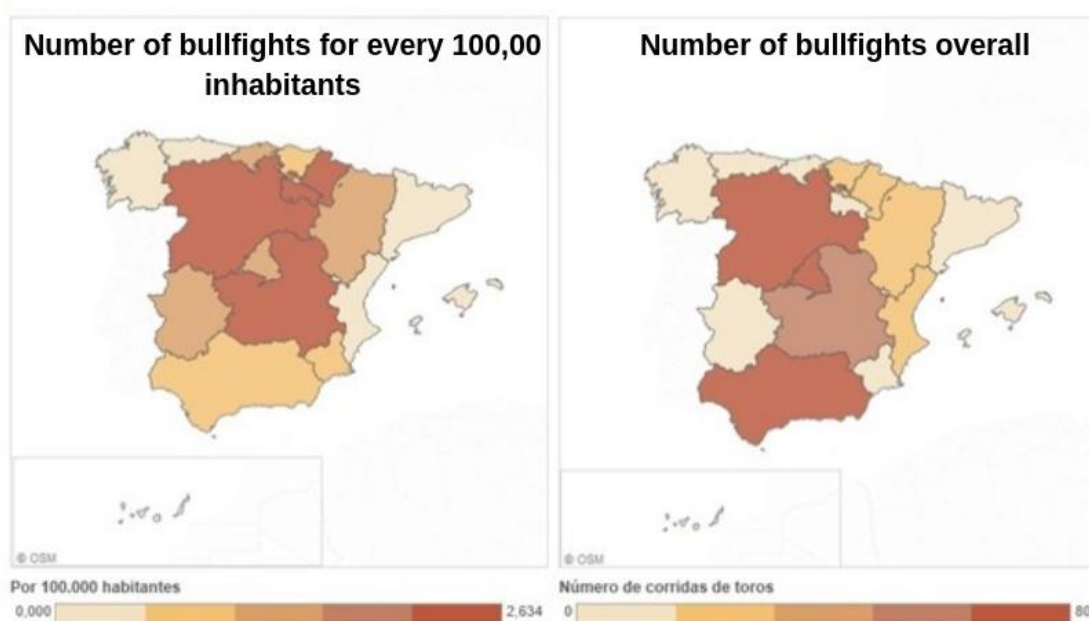 Number of bullfights for every 100,00
inhabitants
Number of bullfights overall
© OSM
© OSM
Por 100.000 habitantes
0,000
2,634
Número de corridas de toros
0
80